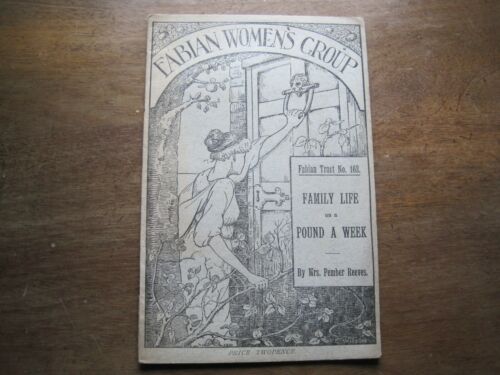 FABIAN WOMEN'S GROUP
Fabian Tract No. 162.
FAMILY LIFE
on a
POUND A WEEK
By Mrs. Pember Reeves.
PRICE TWOPENCE